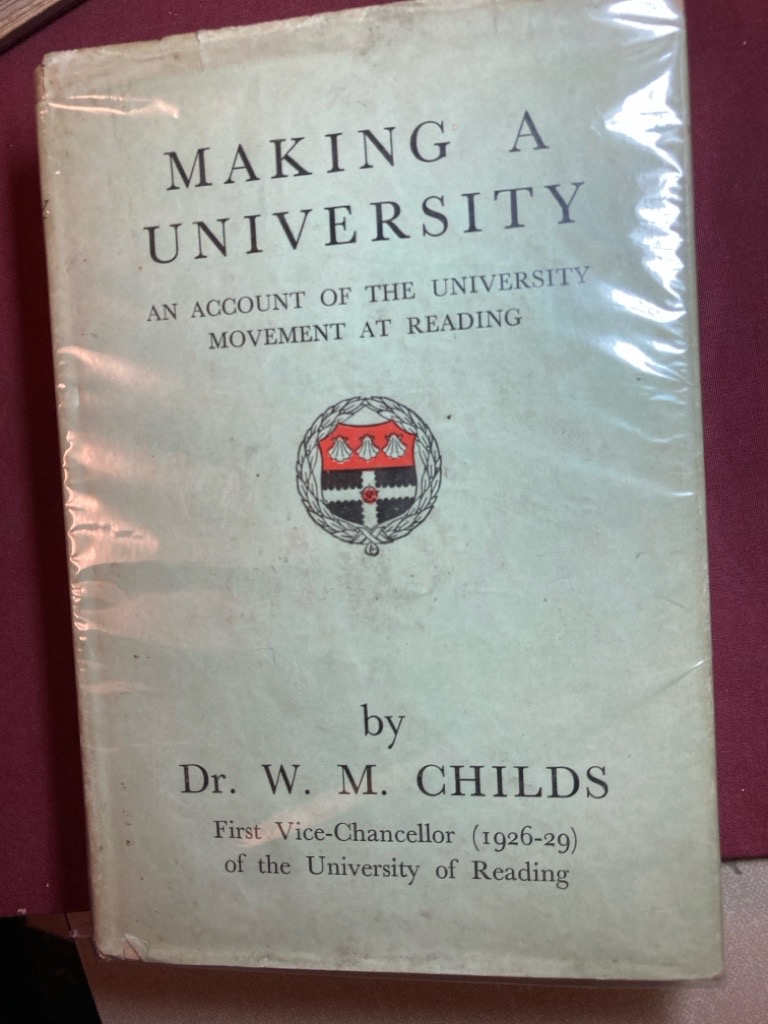 MAKING A
UNIVERSITY
AN ACCOUNT OF THE UNIVERSITY
MOVEMENT AT READING
by
Dr. W. M. CHILDS
First Vice-Chancellor (1926-29)
of the University of Reading